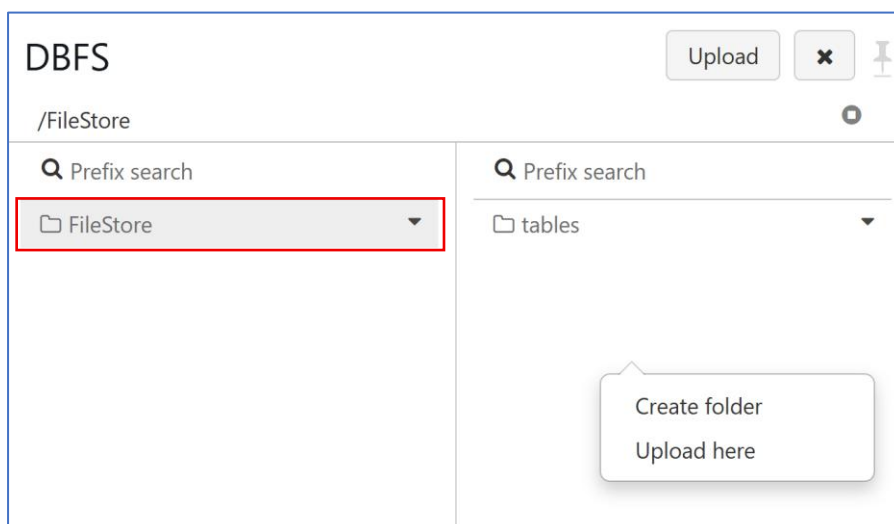 DBFS
Upload
/FileStore
Prefix search
Prefix search
FileStore
tables
Create folder
Upload here